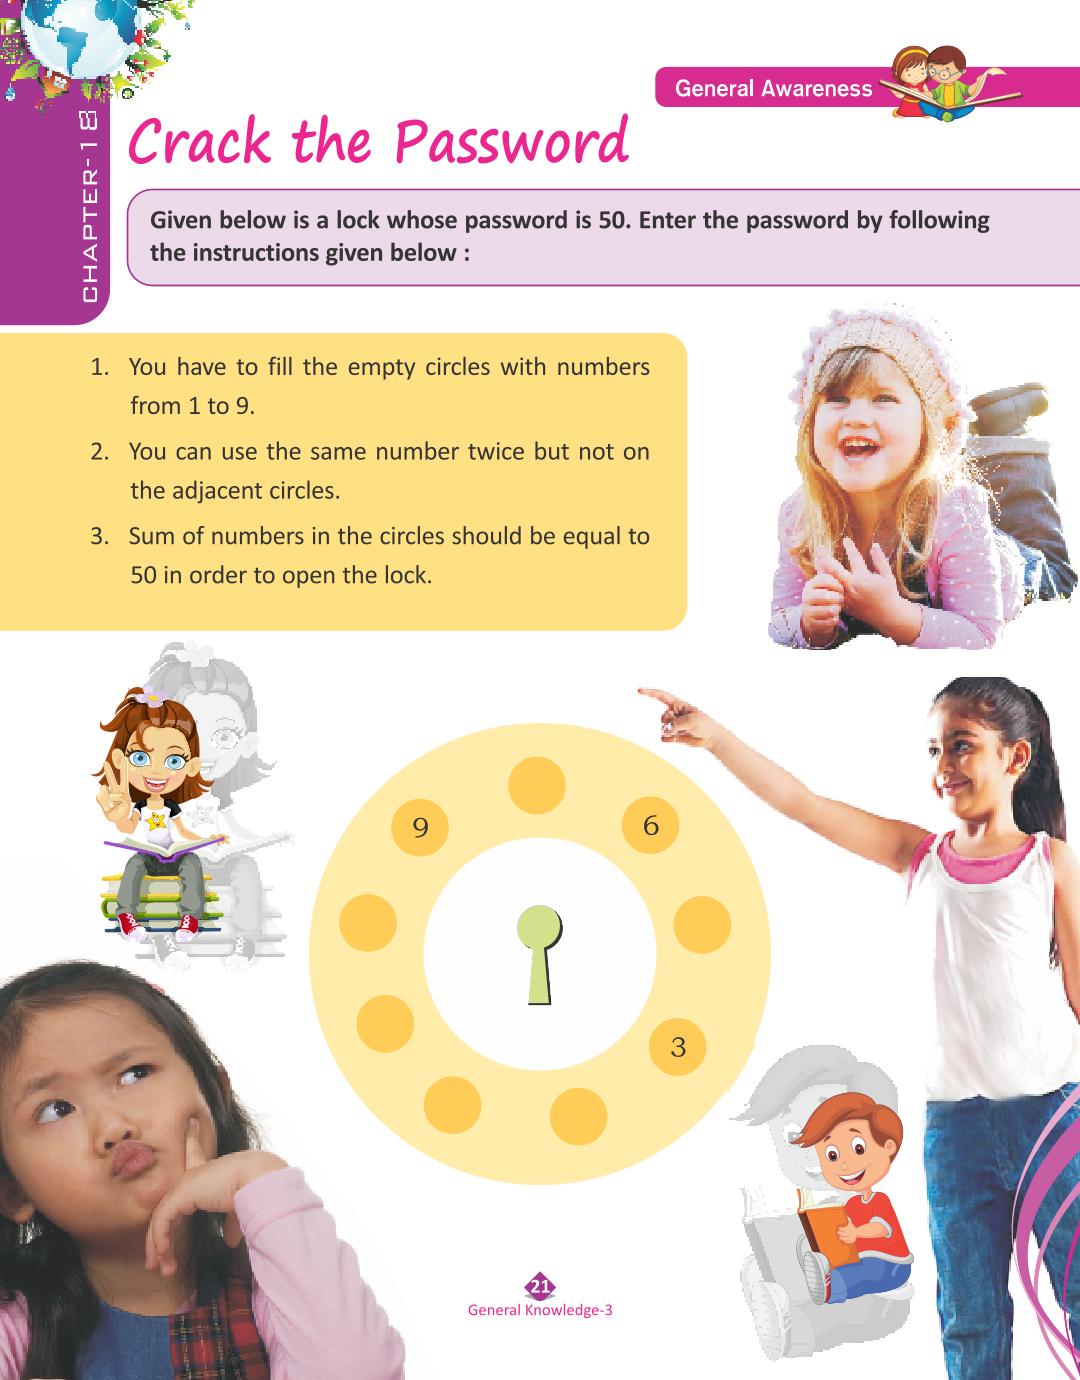 General Awareness
CHAPTER-18
Crack the Password
Given below is a lock whose password is 50. Enter the password by following
the instructions given below :
1. You have to fill the empty circles with numbers
from 1 to 9.
2. You can use the same number twice but not on
the adjacent circles.
3. Sum of numbers in the circles should be equal to
50 in order to open the lock.
9
6
3
21
General Knowledge-3